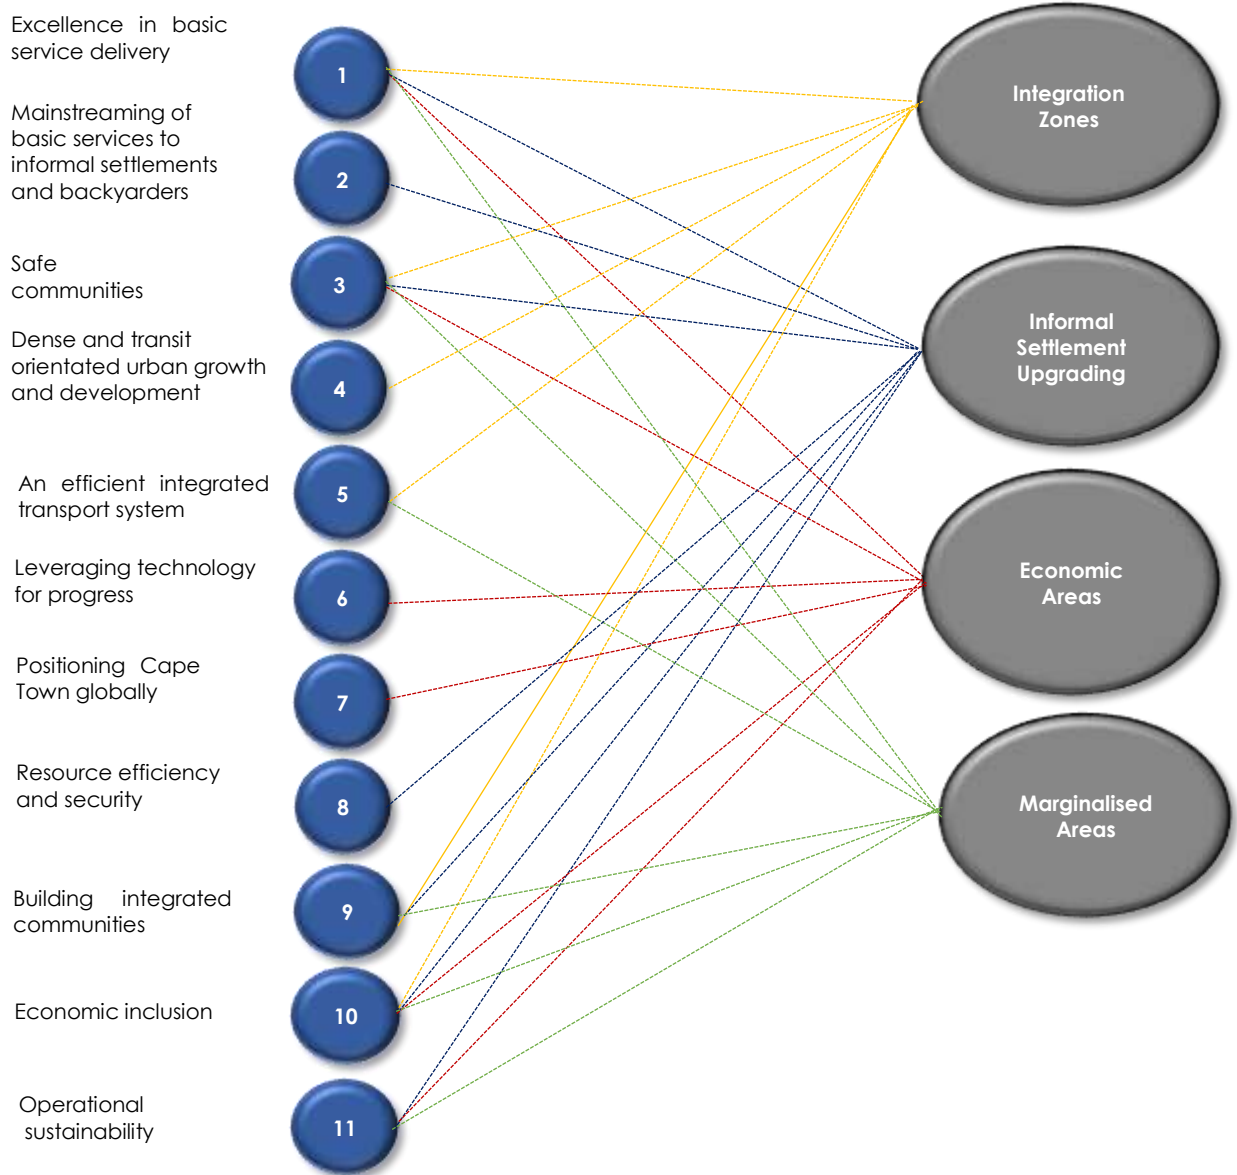 Excellence in basic
service delivery
1
Mainstreaming of
basic services to
informal settlements
and backyarders
2
Safe
communities
3
Dense and transit
orientated urban growth
and development
4
An efficient integrated
transport system
5
Leveraging technology
for progress
6
Positioning Cape
Town globally
7
Resource efficiency
and security
8
Building integrated
communities
9
Economic inclusion
10
Operational
sustainability
11
Integration
Zones
Informal
Settlement
Upgrading
Economic
Areas
Marginalised
Areas